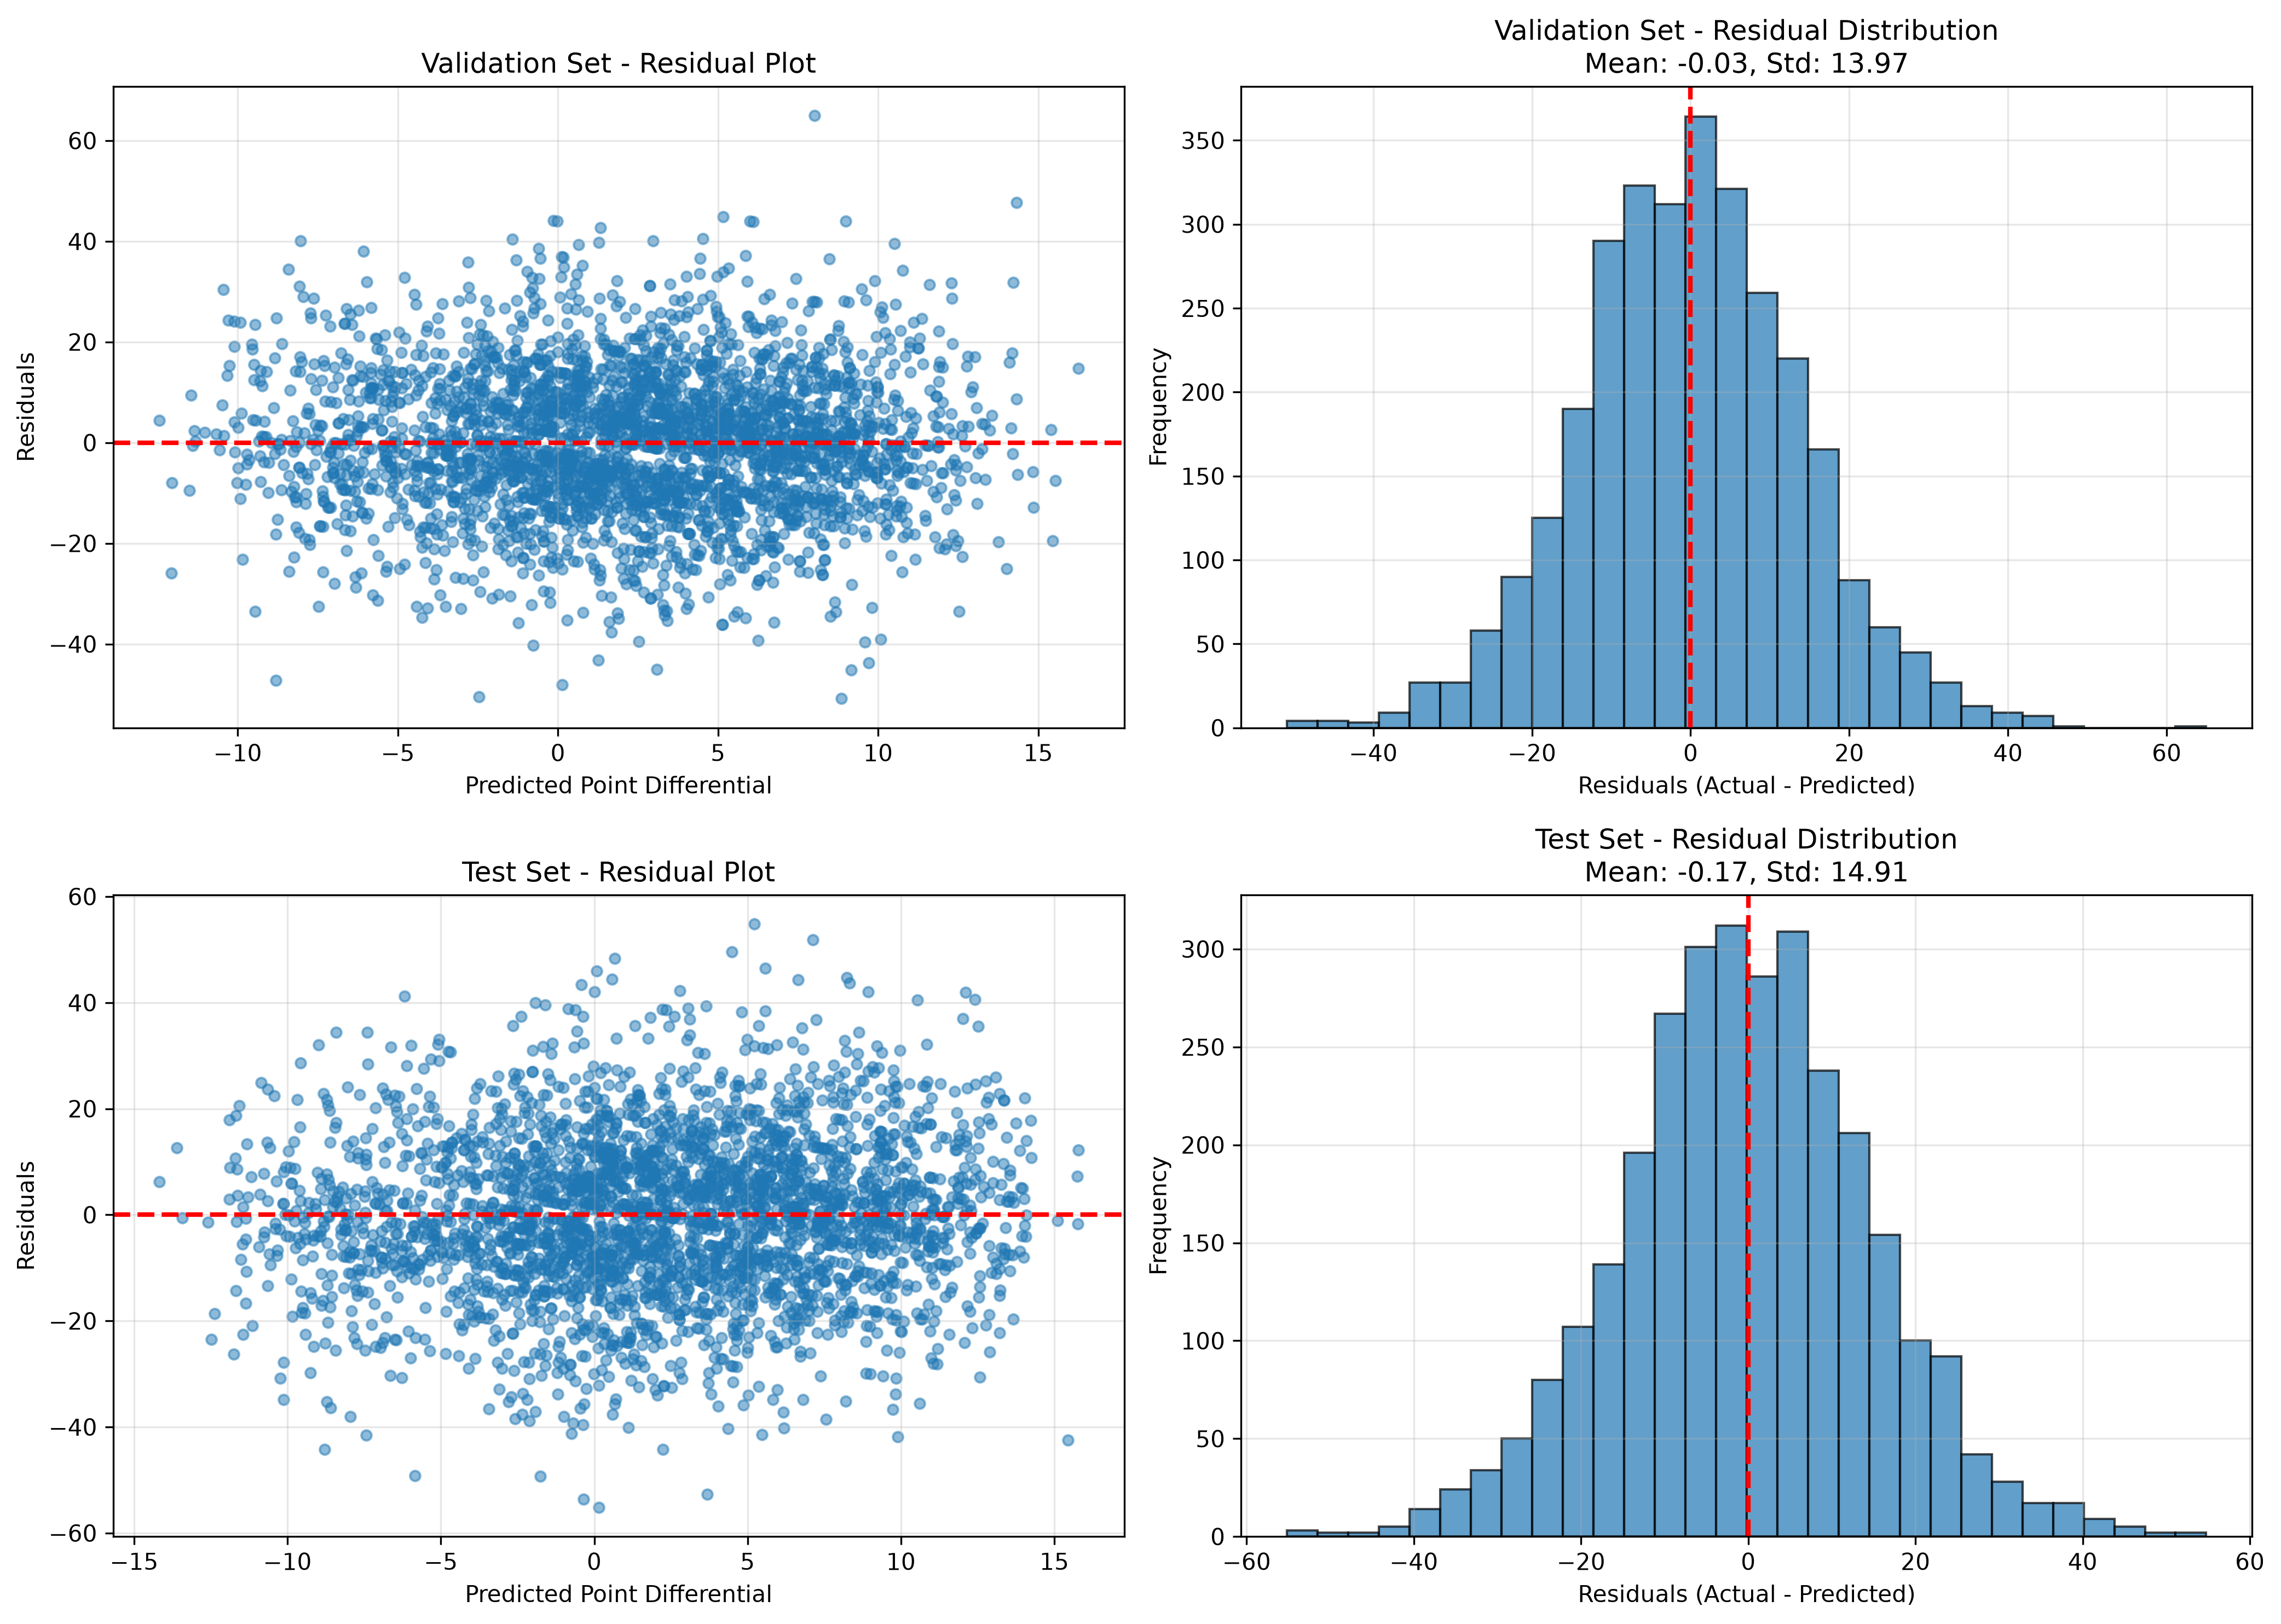 Validation Set - Residual Plot
60
40
20
0
−20
−40
Residuals
−10 −5 0 5 10 15
Predicted Point Differential
Validation Set - Residual Distribution
Mean: -0.03, Std: 13.97
350
300
250
200
150
100
50
0
Frequency
−40 −20 0 20 40 60
Residuals (Actual - Predicted)
Test Set - Residual Plot
60
40
20
0
−20
−40
−60
Residuals
−15 −10 −5 0 5 10 15
Predicted Point Differential
Test Set - Residual Distribution
Mean: -0.17, Std: 14.91
300
250
200
150
100
50
0
Frequency
−60 −40 −20 0 20 40 60
Residuals (Actual - Predicted)